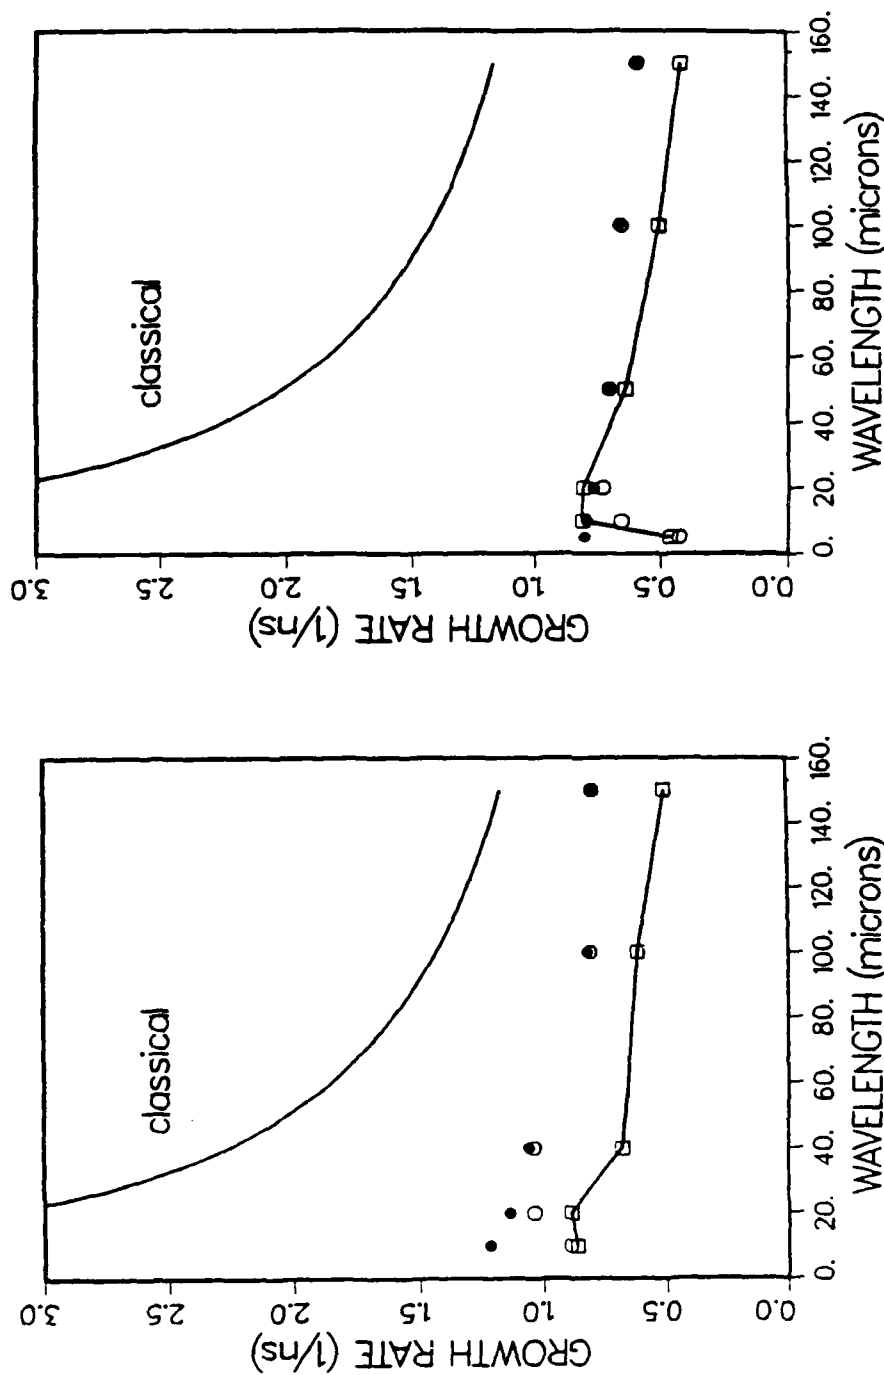 GROWTH RATE (1/ns)
3.0
2.5
2.0
1.5
1.0
0.5
0.0
classical
0. 20. 40. 60. 80. 100. 120. 140. 160.
WAVELENGTH (microns)
GROWTH RATE (1/ns)
3.0
2.5
2.0
1.5
1.0
0.5
0.0
classical
0. 20. 40. 60. 80. 100. 120. 140. 160.
WAVELENGTH (microns)